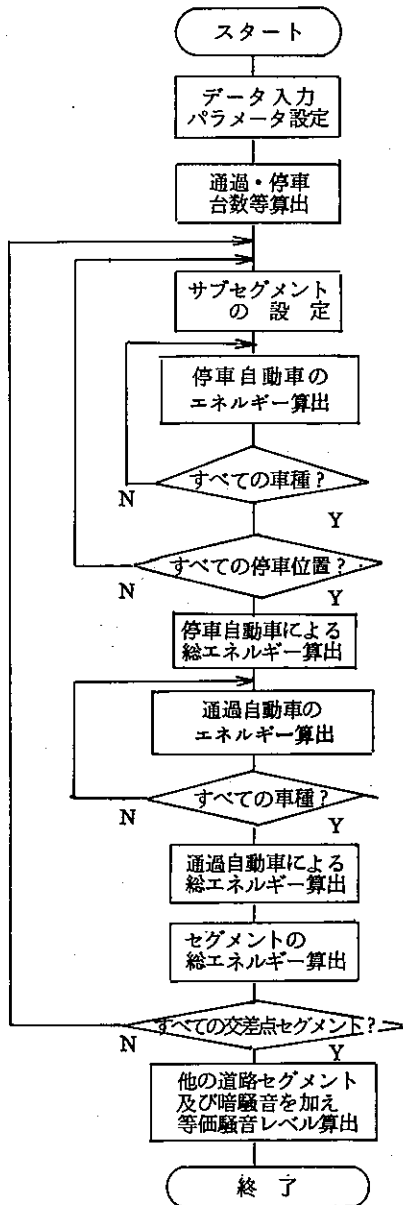 スタート
データ入力
パラメータ設定
通過・停車
台数等算出
サブセグメント
の設定
停車自動車の
エネルギー算出
すべての車種?
N
Y
すべての停車位置?
N
Y
停車自動車による
総エネルギー算出
通過自動車の
エネルギー算出
すべての車種?
N
Y
通過自動車による
総エネルギー算出
セグメントの
総エネルギー算出
すべての交差点セグメント?
N
Y
他の道路セグメント
及び暗騒音を加え
等価騒音レベル算出
終了